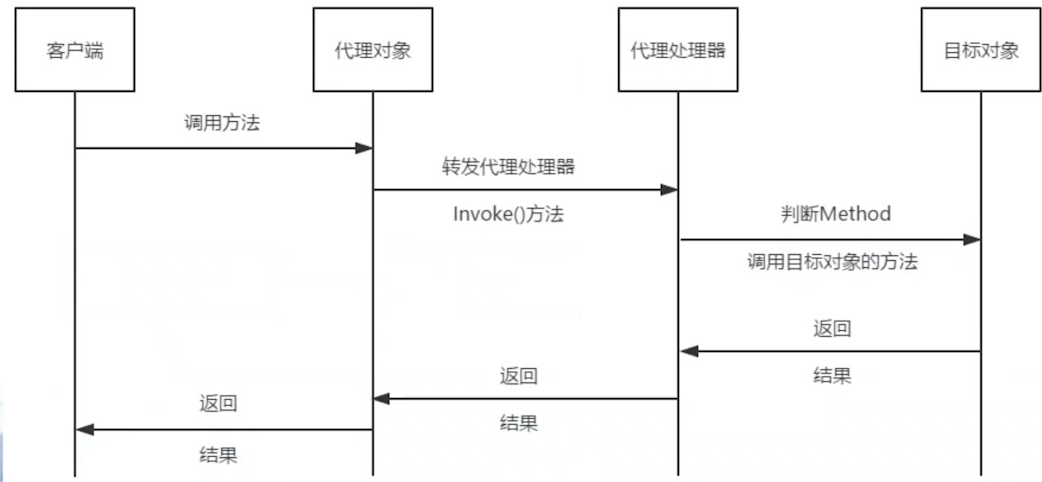 客户端
代理对象
代理处理器
目标对象
调用方法
转发代理处理器
Invoke()方法
判断Method
调用目标对象的方法
返回
结果
返回
结果
返回
结果